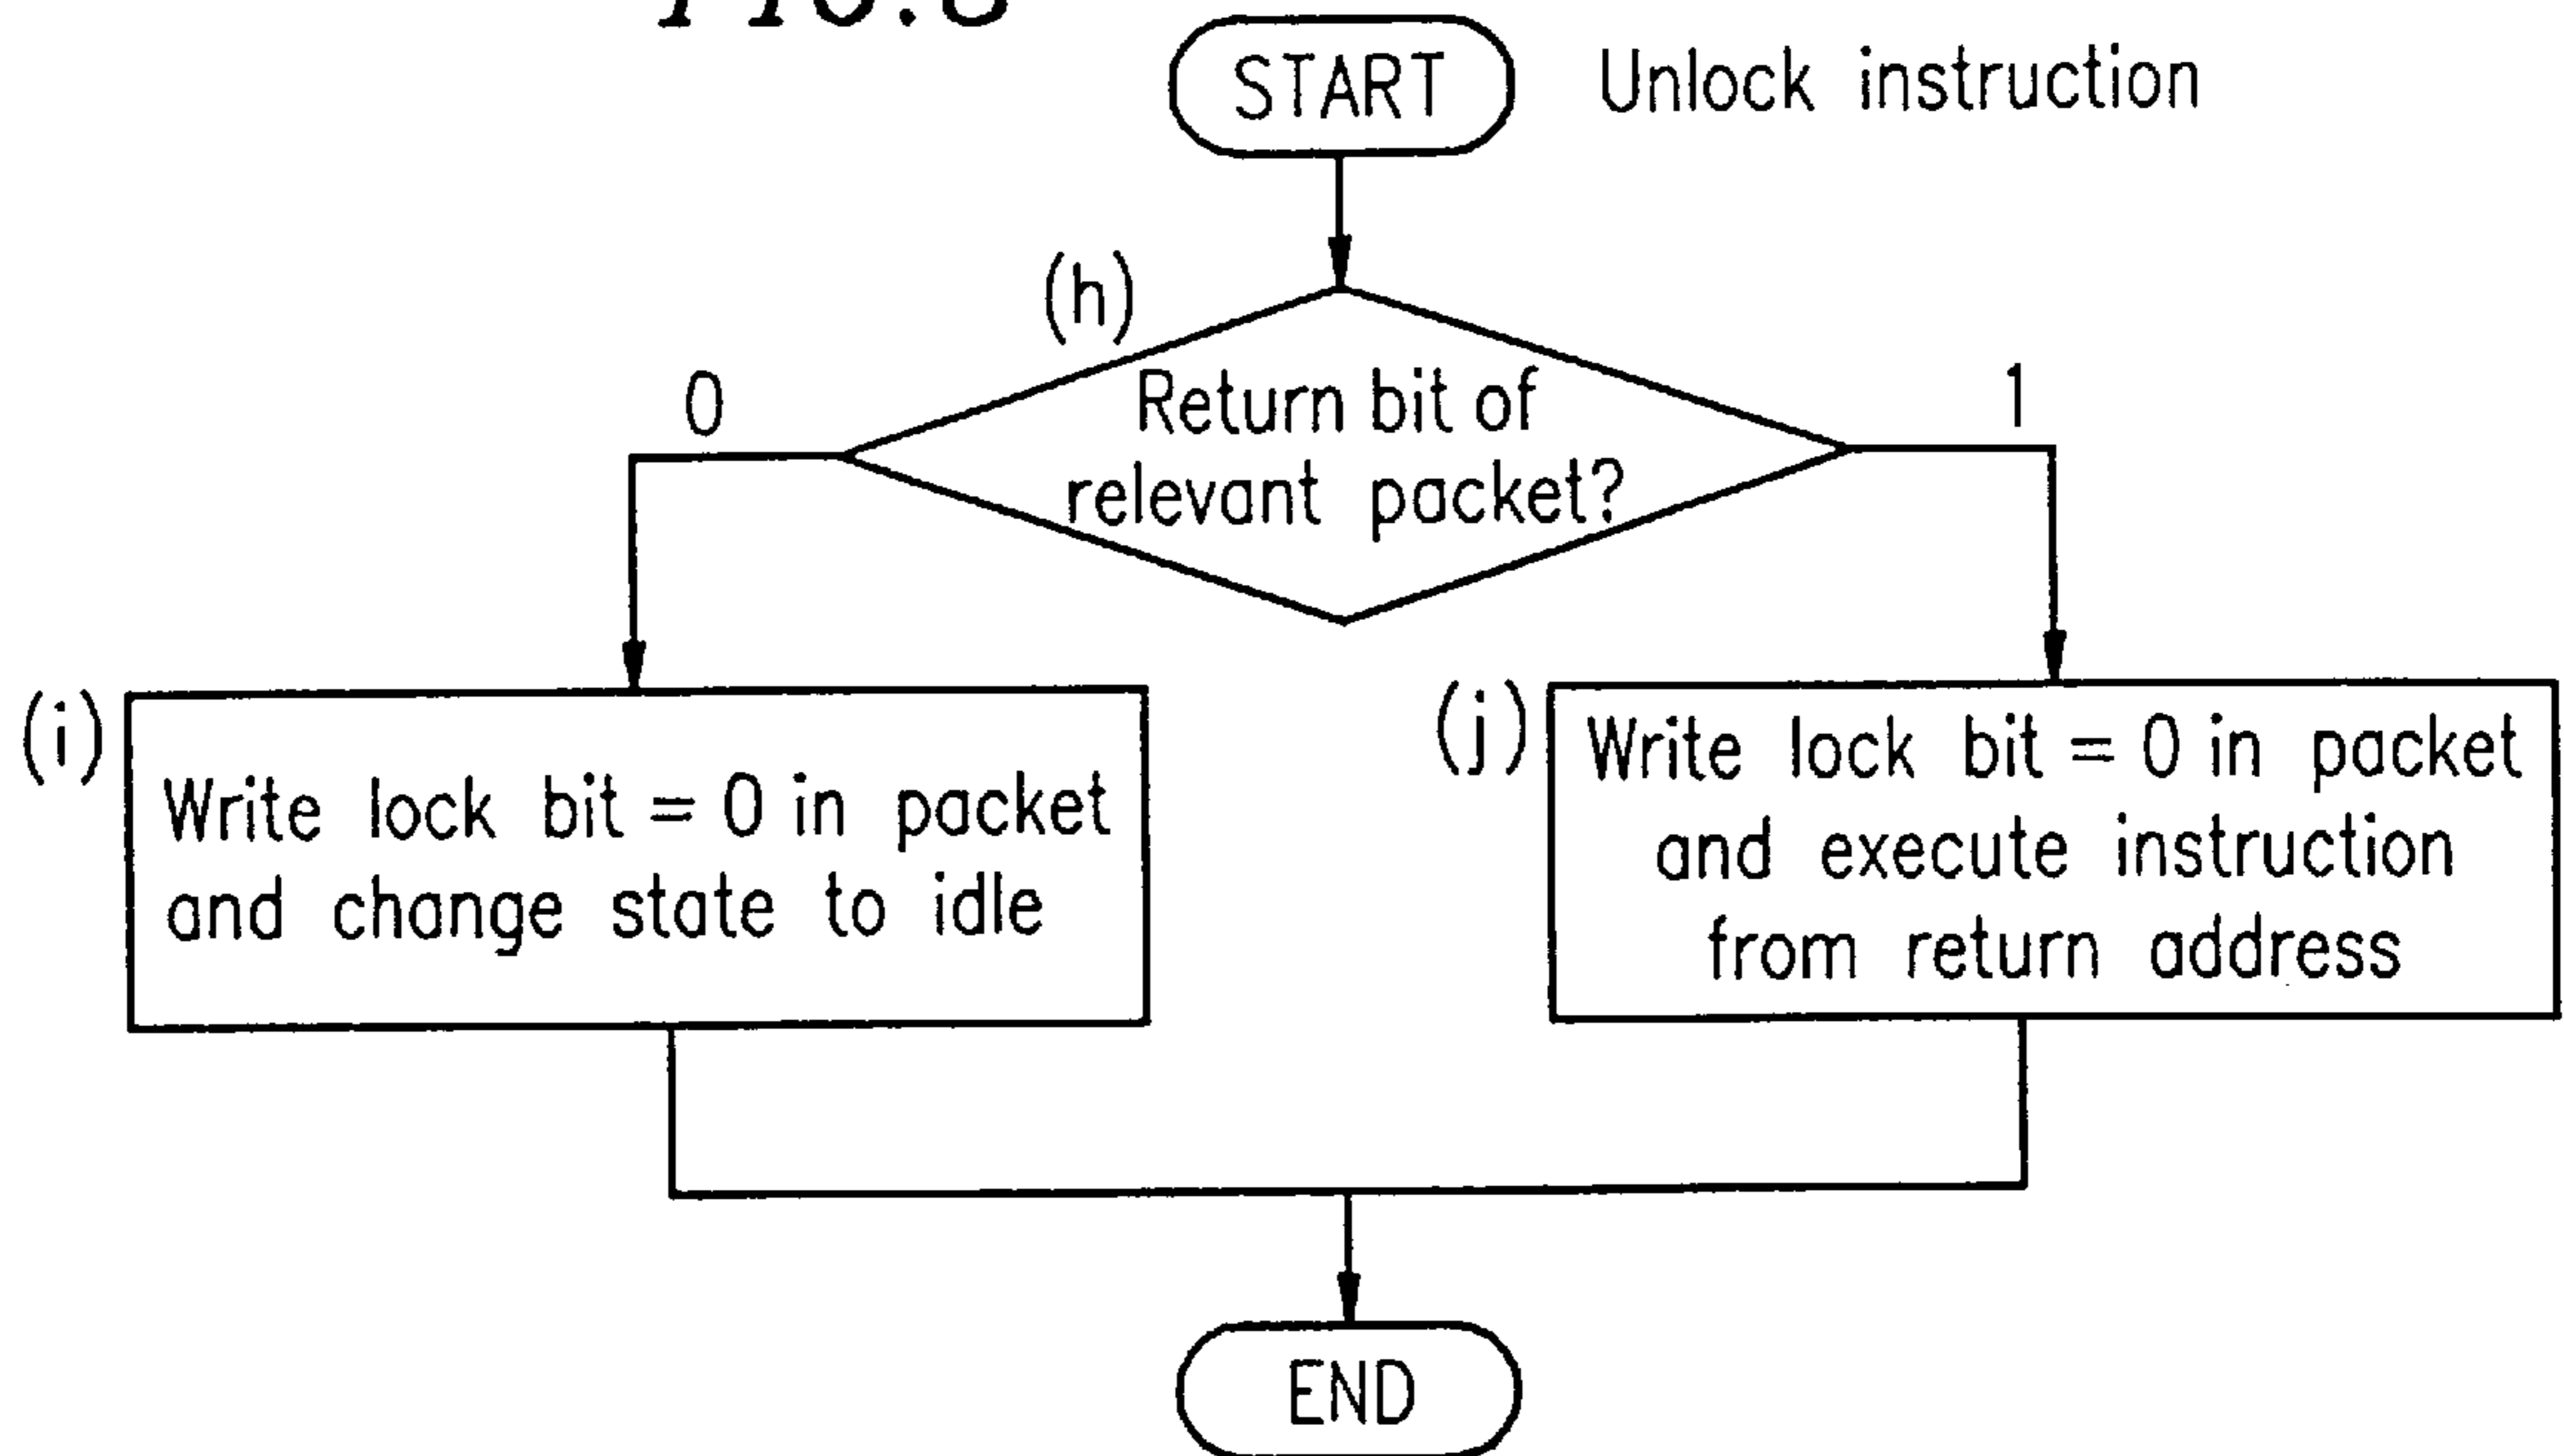 START
Unlock instruction
(h)
0
Return bit of
relevant packet?
1
(i)
Write lock bit = 0 in packet
and change state to idle
(j)
Write lock bit = 0 in packet
and execute instruction
from return address
END